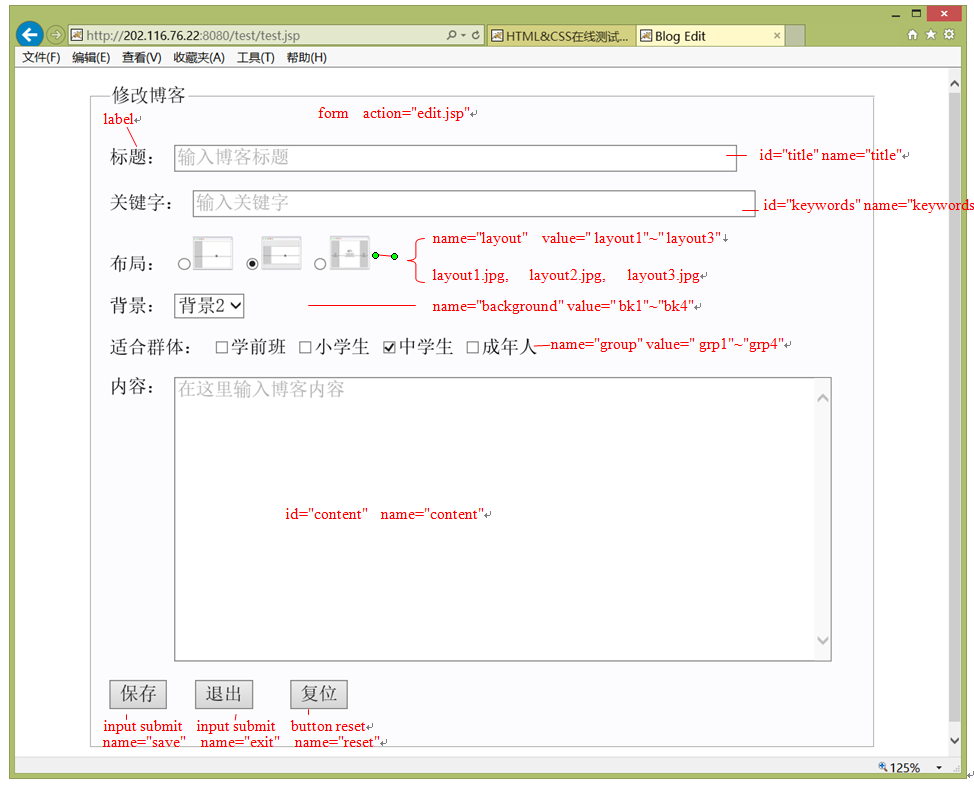 http://202.116.76.22:8080/test/test.jsp
HTML&CSS在线测试...
Blog Edit
文件(F) 编辑(E) 查看(V) 收藏夹(A) 工具(T) 帮助(H)
修改博客
label
form action="edit.jsp"
标题： 输入博客标题 id="title" name="title"
关键字： 输入关键字 id="keywords" name="keywords
布局：
name="layout" value=" layout1"~" layout3"
layout1.jpg, layout2.jpg, layout3.jpg
背景： 背景2 name="background" value=" bk1"~"bk4"
适合群体： 学前班 小学生 中学生 成年人 name="group" value=" grp1"~"grp4"
内容： 在这里输入博客内容
id="content" name="content"
保存 退出 复位
input submit input submit button reset
name="save" name="exit" name="reset"
125%